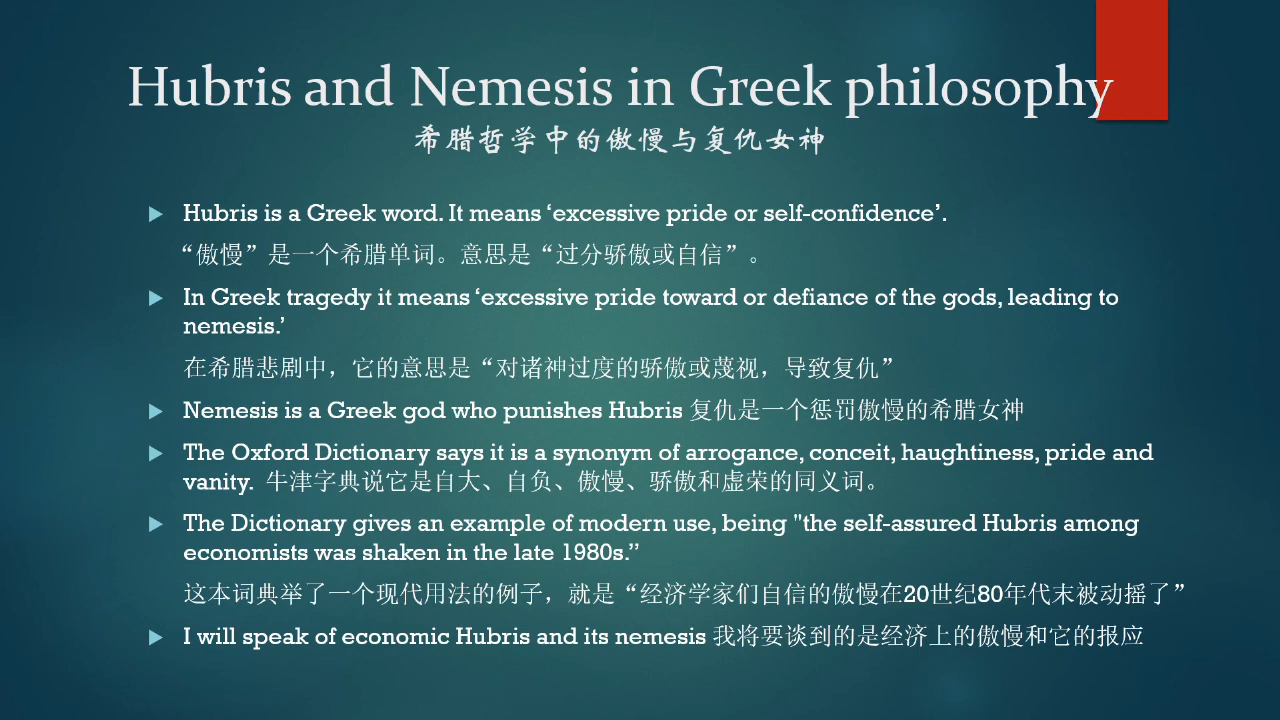 Hubris and Nemesis in Greek philosophy
希腊哲学中的傲慢与复仇女神
Hubris is a Greek word. It means ‘excessive pride or self-confidence’.
“傲慢”是一个希腊单词。意思是“过分骄傲或自信”。
In Greek tragedy it means ‘excessive pride toward or defiance of the gods, leading to
nemesis.’
在希腊悲剧中，它的意思是“对诸神过度的骄傲或蔑视，导致复仇”
Nemesis is a Greek god who punishes Hubris 复仇是一个惩罚傲慢的希腊女神
The Oxford Dictionary says it is a synonym of arrogance, conceit, haughtiness, pride and
vanity. 牛津字典说它是自大、自负、傲慢、骄傲和虚荣的同义词。
The Dictionary gives an example of modern use, being "the self-assured Hubris among
economists was shaken in the late 1980s.”
这本词典举了一个现代用法的例子，就是“经济学家们自信的傲慢在20世纪80年代末被动摇了”
I will speak of economic Hubris and its nemesis 我将要谈到的是经济上的傲慢和它的报应